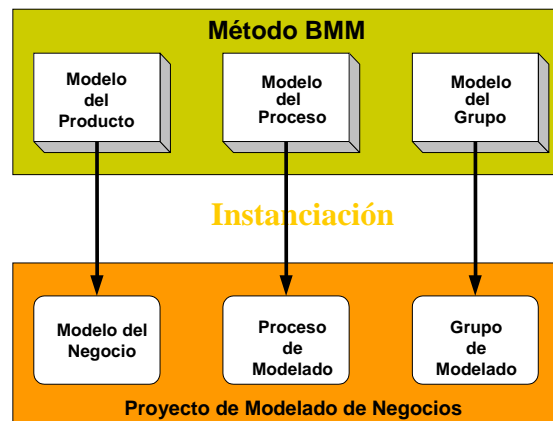 Método BMM
Modelo
del
Producto
Modelo
del
Proceso
Modelo
del
Grupo
Instanciación
Modelo del
Negocio
Proceso
de
Modelado
Grupo
de
Modelado
Proyecto de Modelado de Negocios